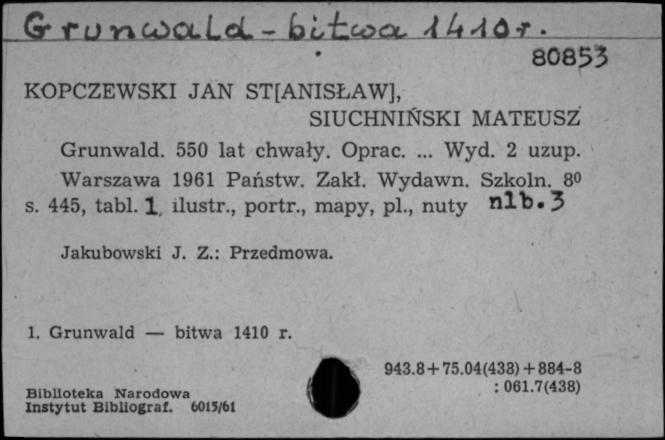 Grunwald - bitwa 1410 r.
80853
KOPCZEWSKI JAN ST[ANISŁAW],
SIUCHNIŃSKI MATEUSZ
Grunwald. 550 lat chwały. Oprac. ... Wyd. 2 uzup.
Warszawa 1961 Państw. Zakł. Wydawn. Szkoln. 8⁰
s. 445, tabl. 1, ilustr., portr., mapy, pl., nuty nlb. 3
Jakubowski J. Z.: Przedmowa.
1. Grunwald — bitwa 1410 r.
943.8+75.04(438)+884-8
: 061.7(438)
Biblioteka Narodowa
Instytut Bibliograf. 6015/61